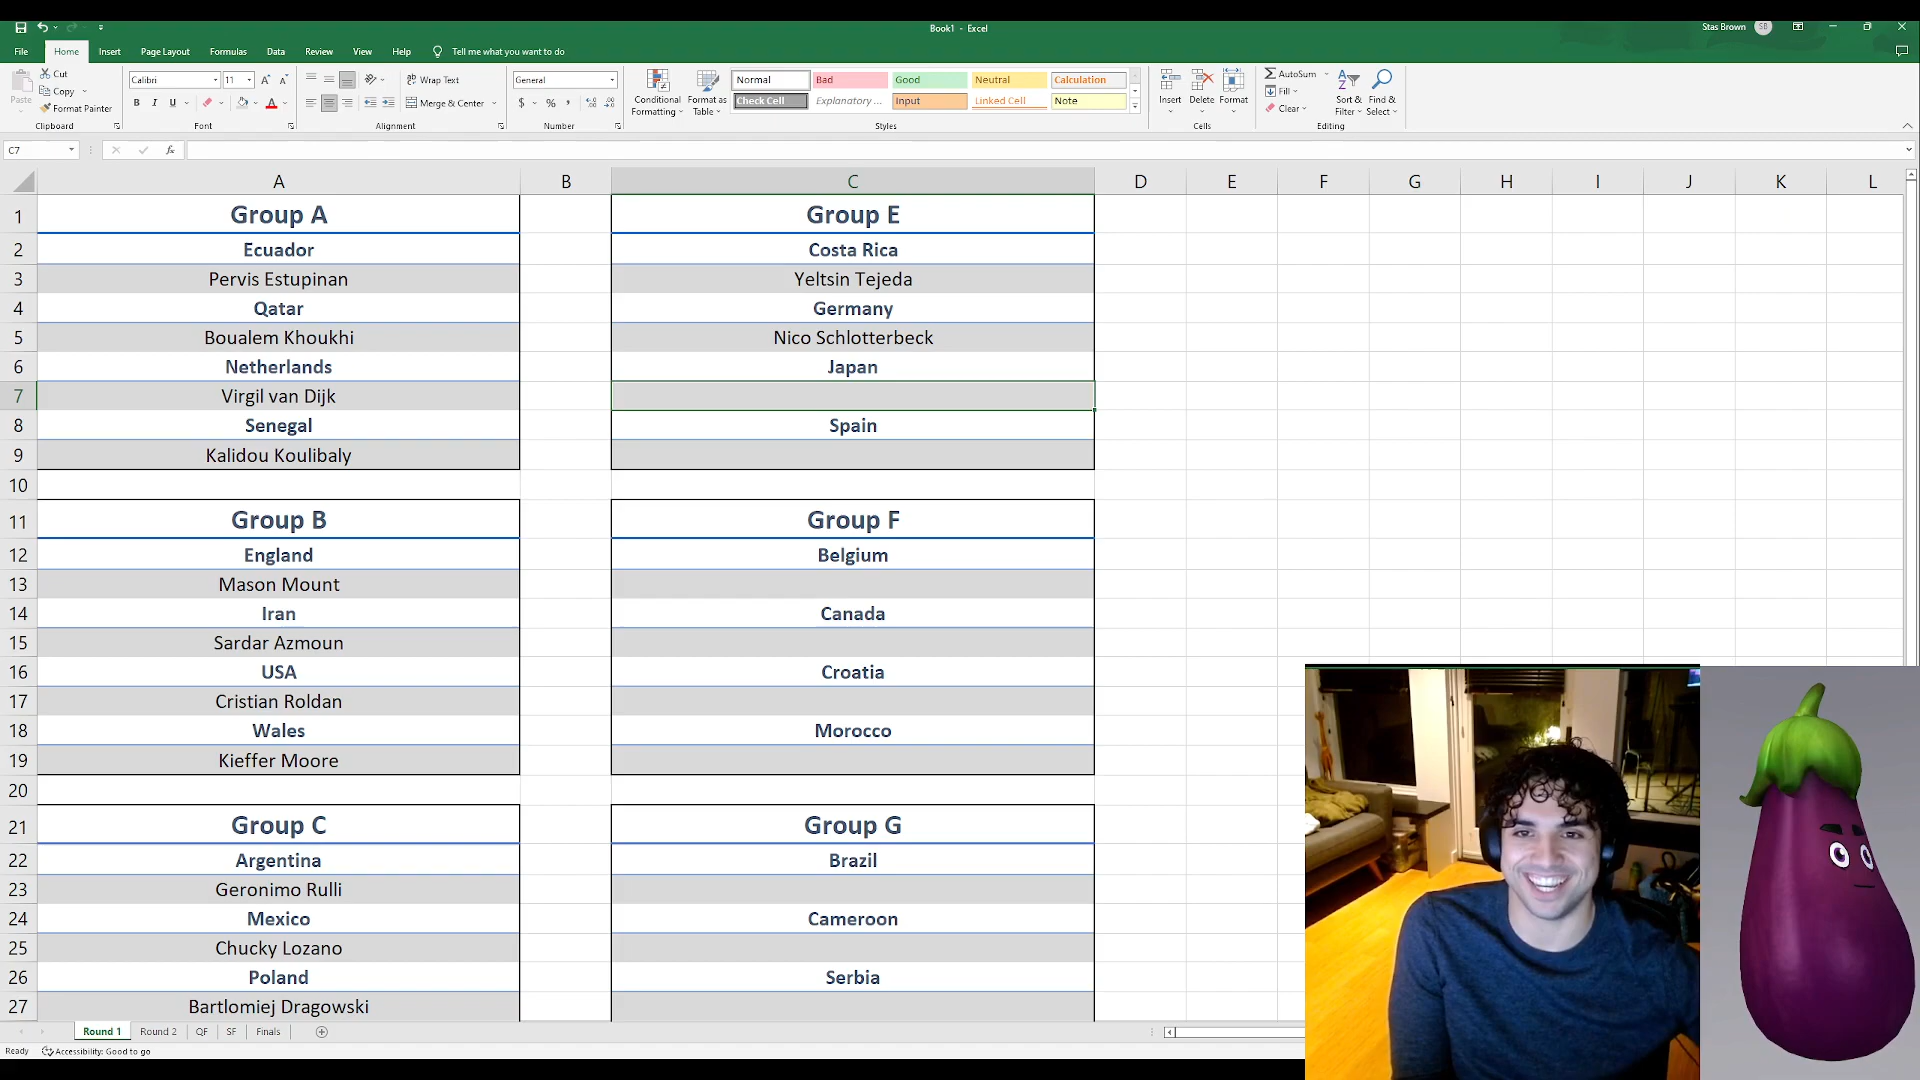 Book1 - Excel
Stas Brown SB
File Home Insert Page Layout Formulas Data Review View Help Tell me what you want to do
Paste Cut Copy Format Painter Clipboard
Calibri 11 B I U A Font
Wrap Text Merge & Center Alignment
General $ % , Number
Conditional Formatting Format as Table
Normal Bad Good Neutral Calculation
Check Cell Explanatory ... Input Linked Cell Note
Styles
Insert Delete Format Cells
AutoSum Fill Clear Sort & Filter Find & Select Editing
C7 fx
A B C D E F G H I J K L
1 Group A Group E
2 Ecuador Costa Rica
3 Pervis Estupinan Yeltsin Tejeda
4 Qatar Germany
5 Boualem Khoukhi Nico Schlotterbeck
6 Netherlands Japan
7 Virgil van Dijk
8 Senegal Spain
9 Kalidou Koulibaly
10
11 Group B Group F
12 England Belgium
13 Mason Mount
14 Iran Canada
15 Sardar Azmoun
16 USA Croatia
17 Cristian Roldan
18 Wales Morocco
19 Kieffer Moore
20
21 Group C Group G
22 Argentina Brazil
23 Geronimo Rulli
24 Mexico Cameroon
25 Chucky Lozano
26 Poland Serbia
27 Bartlomiej Dragowski
Round 1 Round 2 QF SF Finals
Ready Accessibility: Good to go